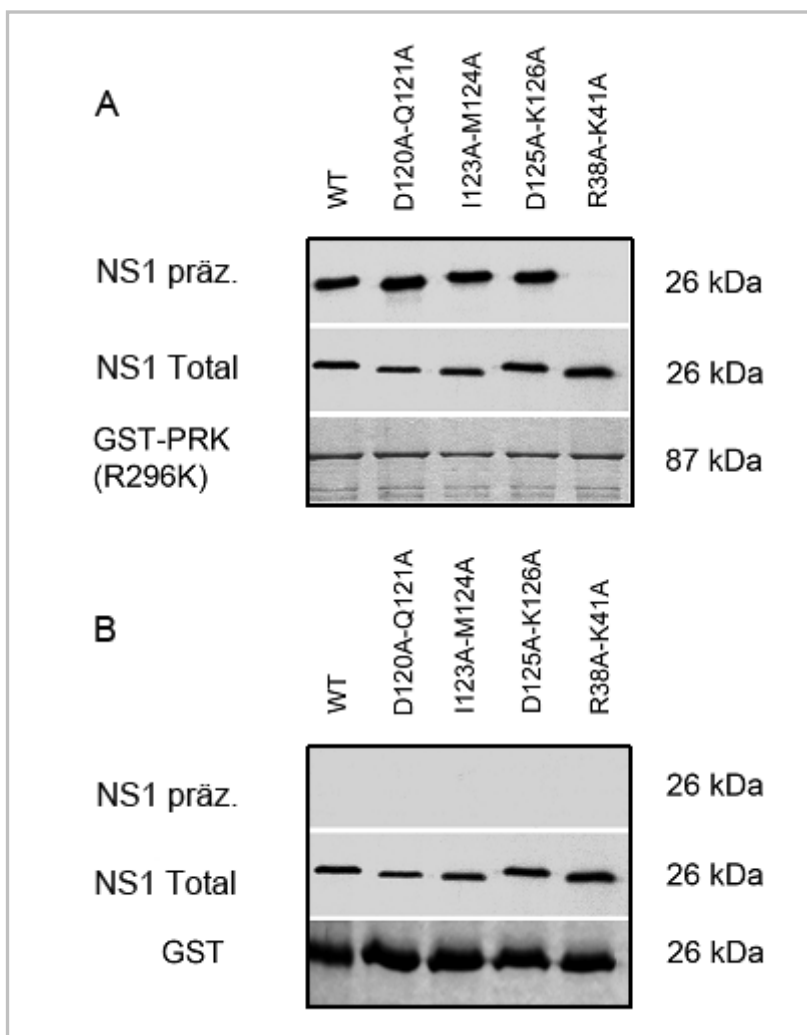 A
WT
D120A-Q121A
I123A-M124A
D125A-K126A
R38A-K41A
NS1 präz.
26 kDa
NS1 Total
26 kDa
GST-PRK
(R296K)
87 kDa
B
WT
D120A-Q121A
I123A-M124A
D125A-K126A
R38A-K41A
NS1 präz.
26 kDa
NS1 Total
26 kDa
GST
26 kDa